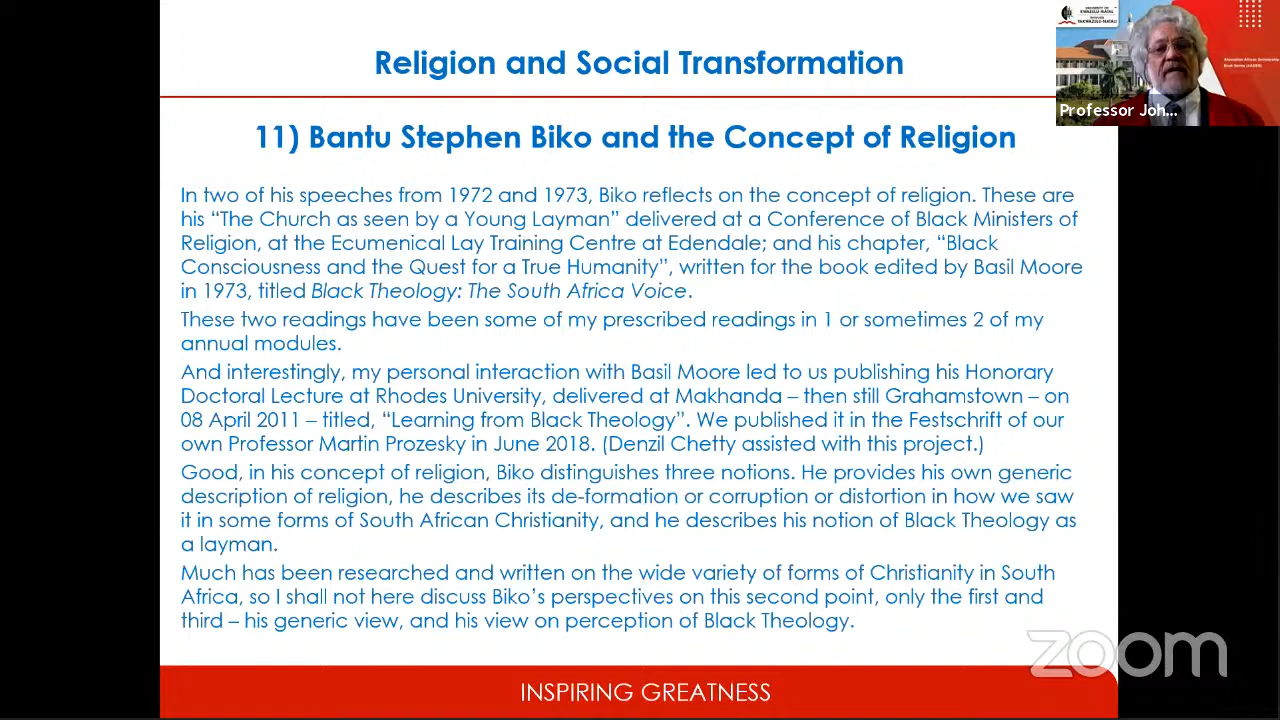 Religion and Social Transformation
UNIVERSITY OF
KWAZULU-NATAL
INYUVESI
YAKWAZULU-NATALI
Professor Joh...
11) Bantu Stephen Biko and the Concept of Religion
In two of his speeches from 1972 and 1973, Biko reflects on the concept of religion. These are
his “The Church as seen by a Young Layman” delivered at a Conference of Black Ministers of
Religion, at the Ecumenical Lay Training Centre at Edendale; and his chapter, “Black
Consciousness and the Quest for a True Humanity”, written for the book edited by Basil Moore
in 1973, titled Black Theology: The South Africa Voice.
These two readings have been some of my prescribed readings in 1 or sometimes 2 of my
annual modules.
And interestingly, my personal interaction with Basil Moore led to us publishing his Honorary
Doctoral Lecture at Rhodes University, delivered at Makhanda – then still Grahamstown – on
08 April 2011 – titled, “Learning from Black Theology”. We published it in the Festschrift of our
own Professor Martin Prozesky in June 2018. (Denzil Chetty assisted with this project.)
Good, in his concept of religion, Biko distinguishes three notions. He provides his own generic
description of religion, he describes its de-formation or corruption or distortion in how we saw
it in some forms of South African Christianity, and he describes his notion of Black Theology as
a layman.
Much has been researched and written on the wide variety of forms of Christianity in South
Africa, so I shall not here discuss Biko’s perspectives on this second point, only the first and
third – his generic view, and his view on perception of Black Theology.
zoom
INSPIRING GREATNESS